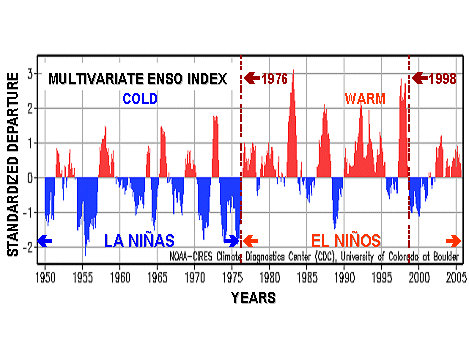 MULTIVARIATE ENSO INDEX
1976
1998
COLD
WARM
STANDARDIZED DEPARTURE
3
2
1
0
-1
-2
LA NIÑAS
EL NIÑOS
NOAA-CIRES Climate Diagnostics Center (CDC), University of Colorado at Boulder
1950 1955 1960 1965 1970 1975 1980 1985 1990 1995 2000 2005
YEARS